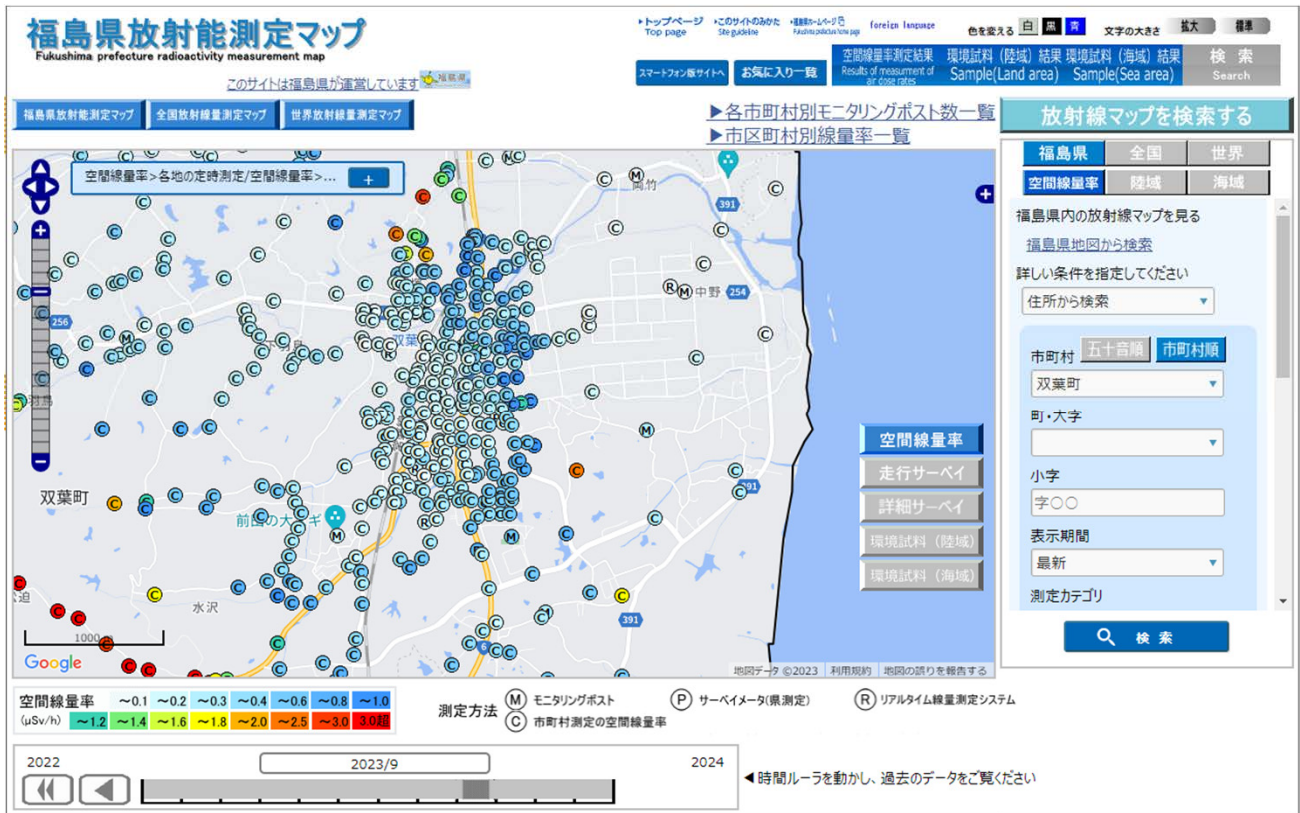 福島県放射能測定マップ
Fukushima prefecture radioactivity measurement map
このサイトは福島県が運営しています
福島県
トップページ
Top page
このサイトのみかた
Site guideline
福島県ホームページ
Fukushima prefecture home page
foreign language
色を変える 白 黒 青
文字の大きさ 拡大 標準
スマートフォン版サイトへ
お気に入り一覧
空間線量率測定結果
Results of measurment of
air dose rates
環境試料（陸域）結果
Sample(Land area)
環境試料（海域）結果
Sample(Sea area)
検索
Search
福島県放射能測定マップ
全国放射線量測定マップ
世界放射線量測定マップ
▶各市町村別モニタリングポスト数一覧
▶市区町村別線量率一覧
空間線量率>各地の定時測定/空間線量率>... +
両竹
391
中野
254
256
双葉
双葉町
水沢
391
391
6
1000 m
Google
地図データ ©2023
利用規約
地図の誤りを報告する
空間線量率
走行サーベイ
詳細サーベイ
環境試料（陸域）
環境試料（海域）
放射線マップを検索する
福島県 全国 世界
空間線量率 陸域 海域
福島県内の放射線マップを見る
福島県地図から検索
詳しい条件を指定してください
住所から検索
市町村 五十音順 市町村順
双葉町
町・大字
小字
字〇〇
表示期間
最新
測定カテゴリ
検索
空間線量率 ～0.1 ～0.2 ～0.3 ～0.4 ～0.6 ～0.8 ～1.0
(μSv/h) ～1.2 ～1.4 ～1.6 ～1.8 ～2.0 ～2.5 ～3.0 3.0超
測定方法
M モニタリングポスト
P サーベイメータ(県測定)
R リアルタイム線量測定システム
C 市町村測定の空間線量率
2022
2023/9
2024
◀時間ルーラを動かし、過去のデータをご覧ください